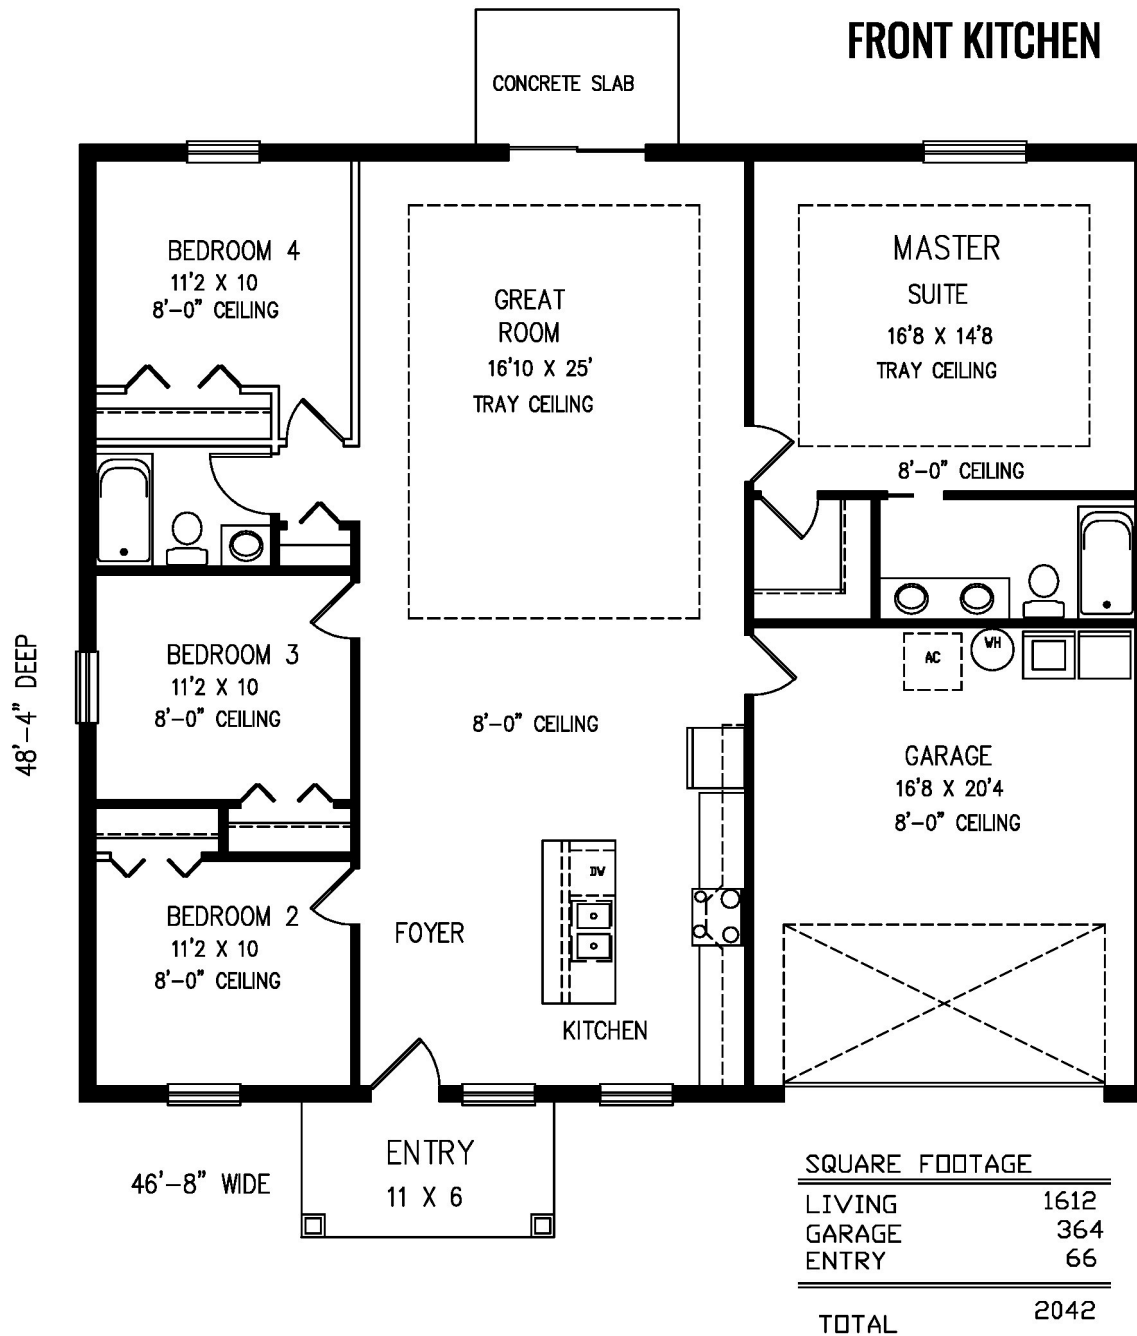 FRONT KITCHEN
CONCRETE SLAB
BEDROOM 4
11'2 X 10
8'-0" CEILING
GREAT
ROOM
16'10 X 25'
TRAY CEILING
MASTER
SUITE
16'8 X 14'8
TRAY CEILING
8'-0" CEILING
48'-4" DEEP
BEDROOM 3
11'2 X 10
8'-0" CEILING
8'-0" CEILING
AC
WH
GARAGE
16'8 X 20'4
8'-0" CEILING
DW
BEDROOM 2
11'2 X 10
8'-0" CEILING
FOYER
KITCHEN
ENTRY
11 X 6
46'-8" WIDE
SQUARE FOOTAGE
LIVING 1612
GARAGE 364
ENTRY 66
TOTAL 2042